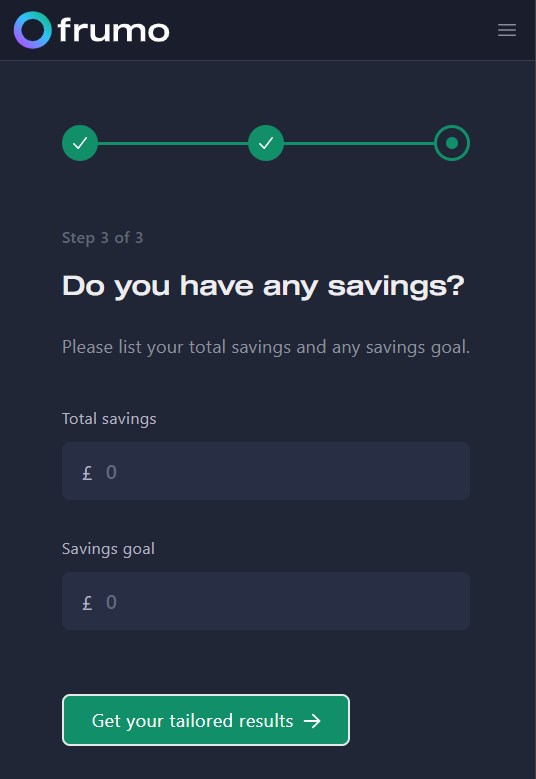 frumo
Step 3 of 3
Do you have any savings?
Please list your total savings and any savings goal.
Total savings
£ 0
Savings goal
£ 0
Get your tailored results →